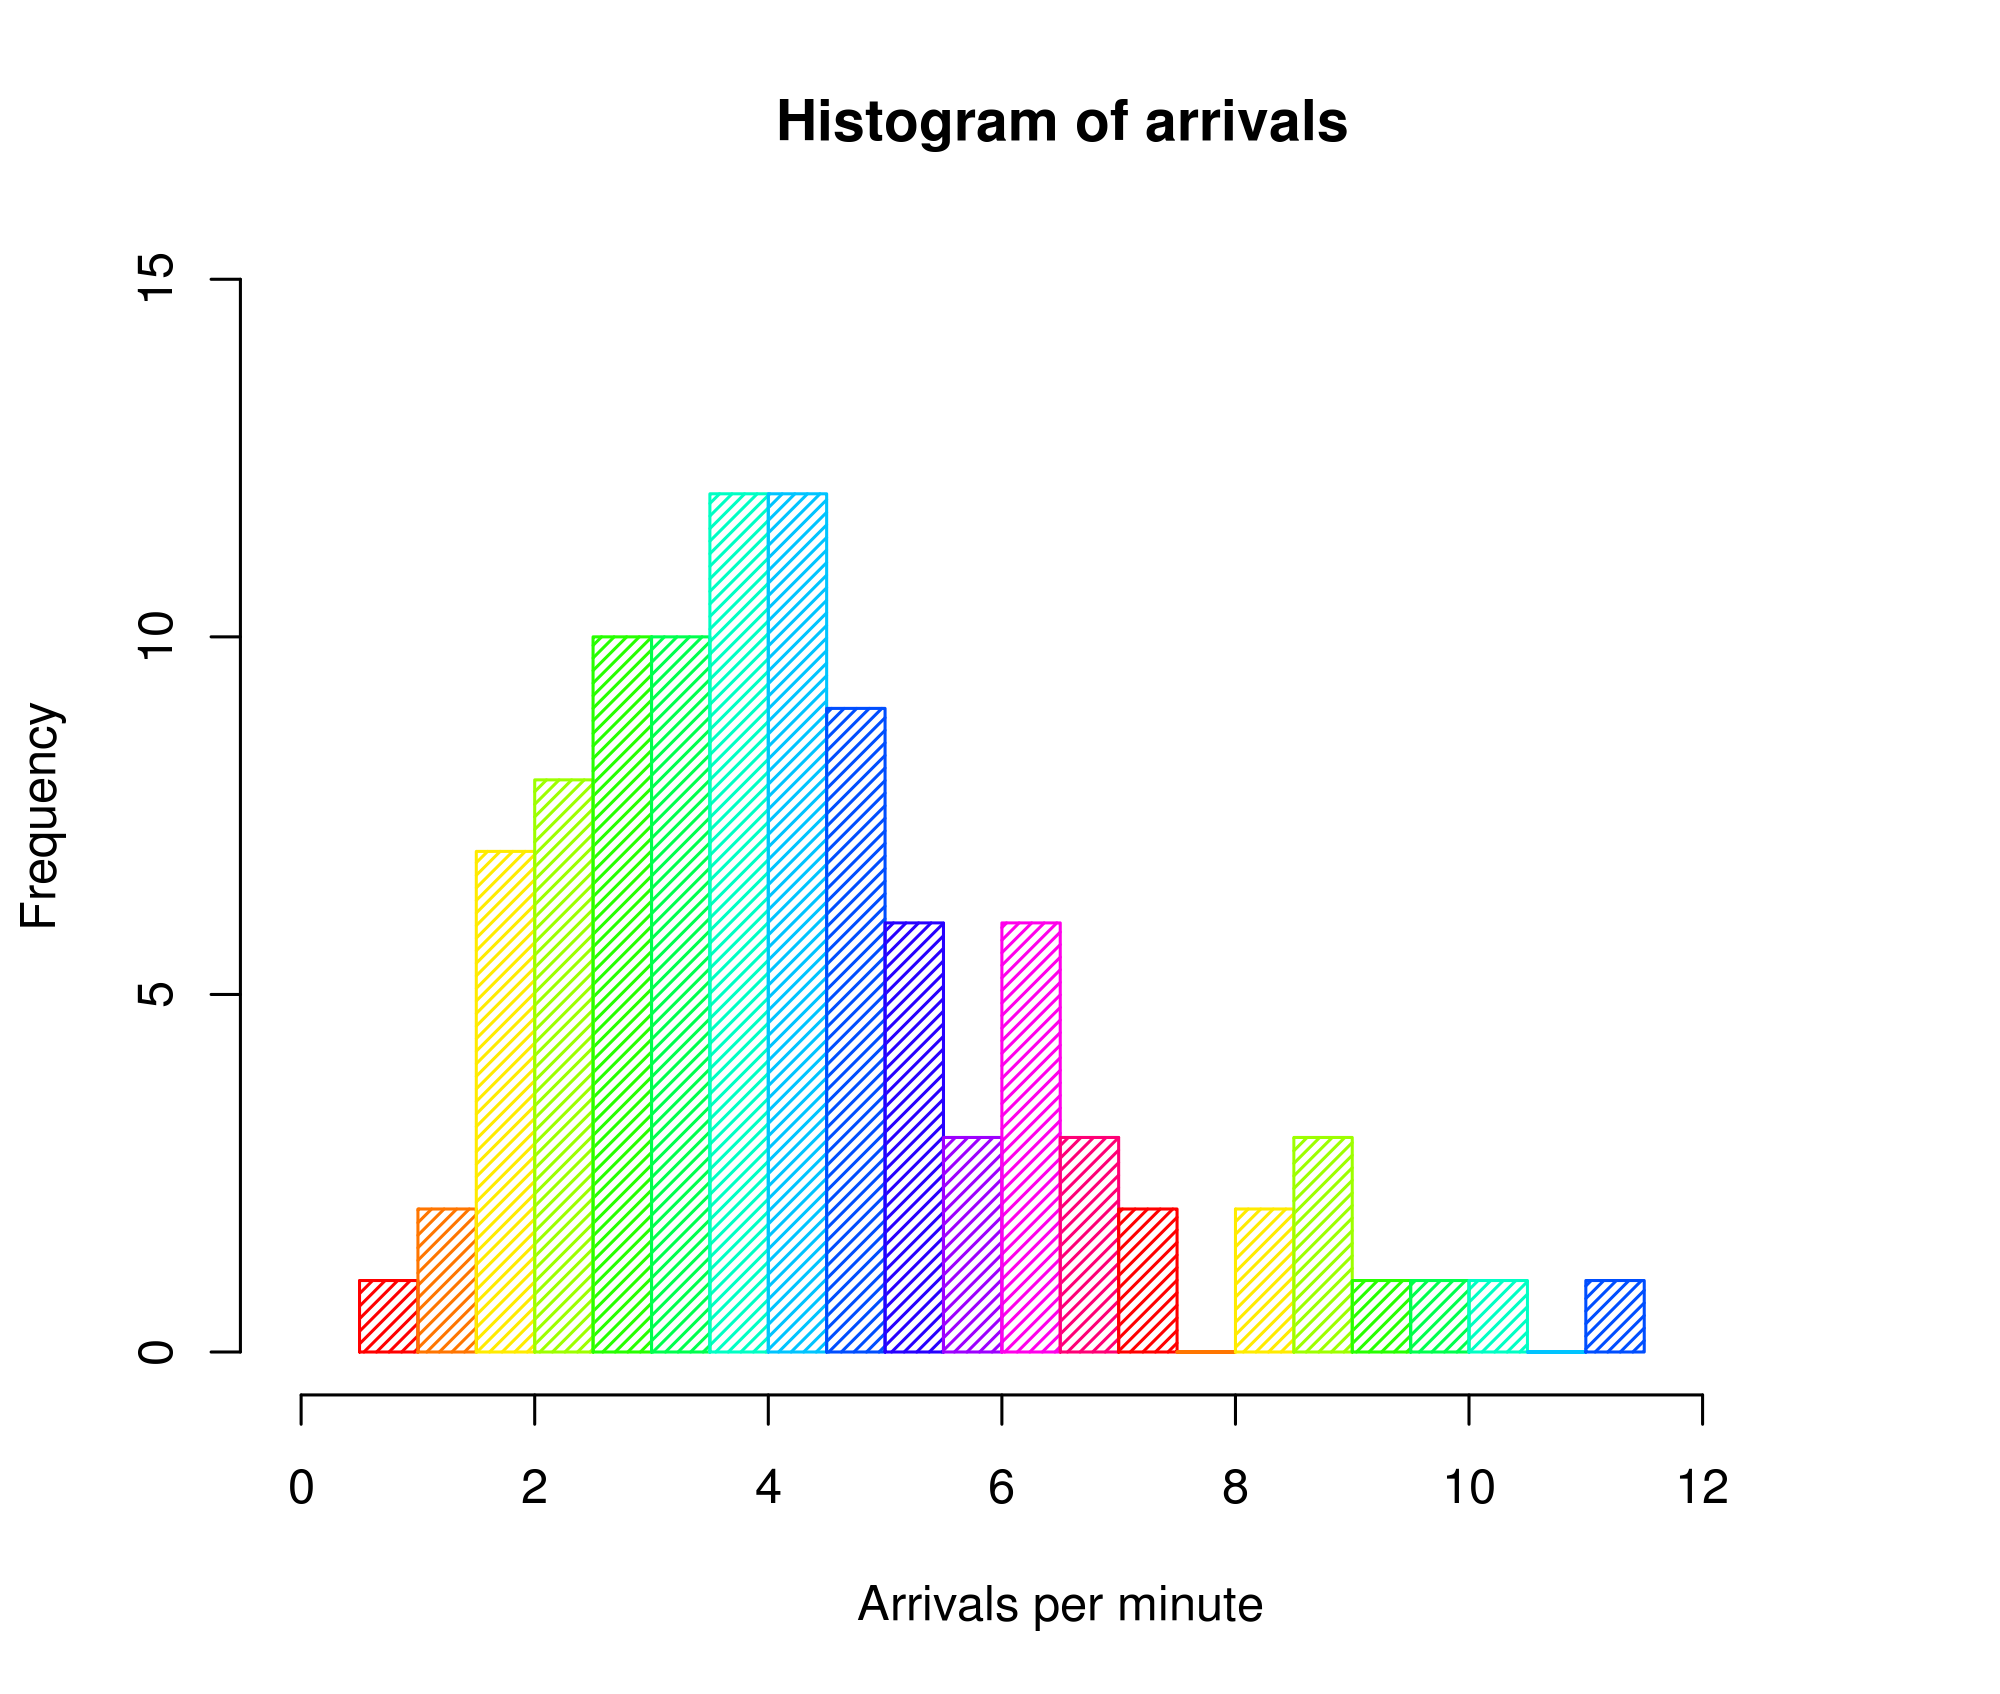 Histogram of arrivals
15
10
5
0
Frequency
0 2 4 6 8 10 12
Arrivals per minute